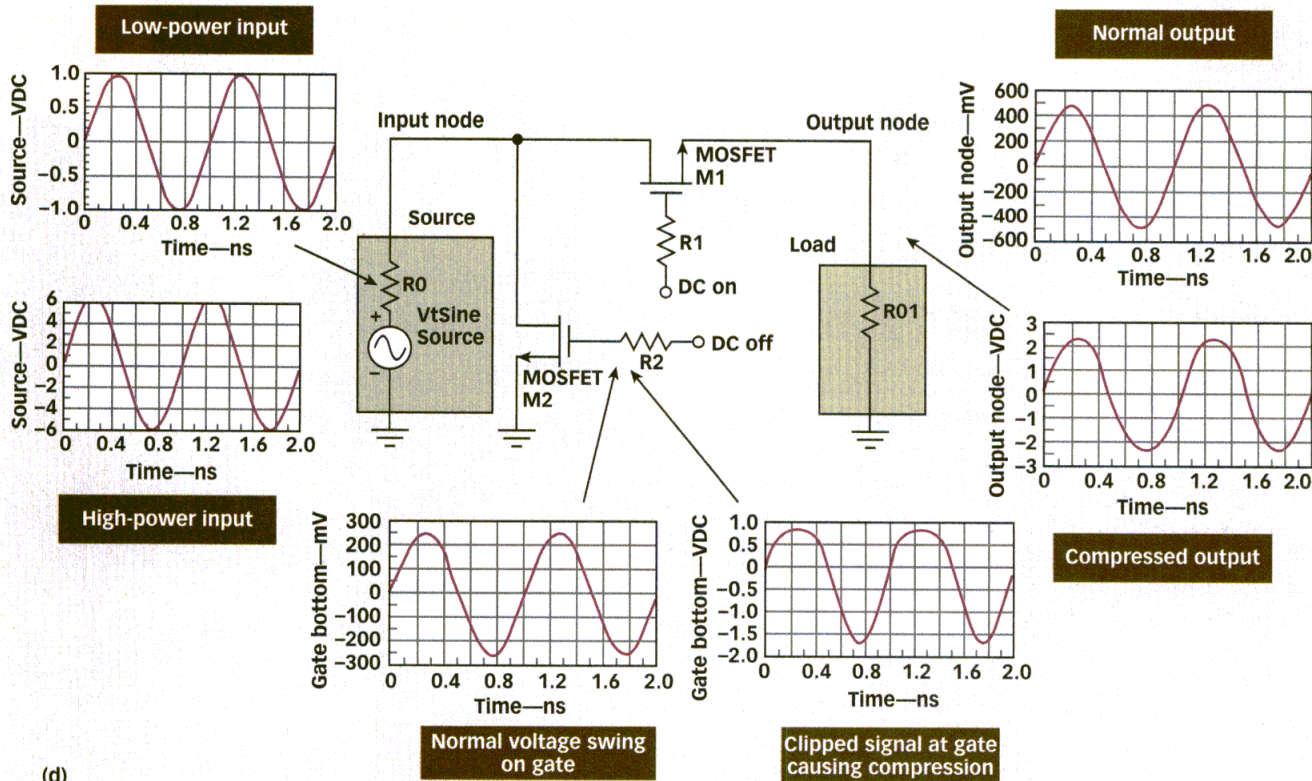 Low-power input
Source—VDC
1.0
0.5
0
–0.5
–1.0
0 0.4 0.8 1.2 1.6 2.0
Time—ns
Source—VDC
6
4
2
0
–2
–4
6
0 0.4 0.8 1.2 1.6 2.0
Time—ns
High-power input
Input node
Source
R0
+
VtSine
Source
–
MOSFET
M2
R2
DC off
MOSFET
M1
R1
DC on
Output node
Load
R01
Normal output
Output node—mV
600
400
200
0
–200
–400
–600
0 0.4 0.8 1.2 1.6 2.0
Time—ns
Output node—VDC
3
2
1
0
–1
–2
–3
0 0.4 0.8 1.2 1.6 2.0
Time—ns
Compressed output
Gate bottom—mV
300
200
100
0
–100
–200
–300
0 0.4 0.8 1.2 1.6 2.0
Time—ns
Normal voltage swing
on gate
Gate bottom—VDC
1.0
0.5
0
–0.5
–1.0
–1.5
–2.0
0 0.4 0.8 1.2 1.6 2.0
Time—ns
Clipped signal at gate
causing compression
(d)